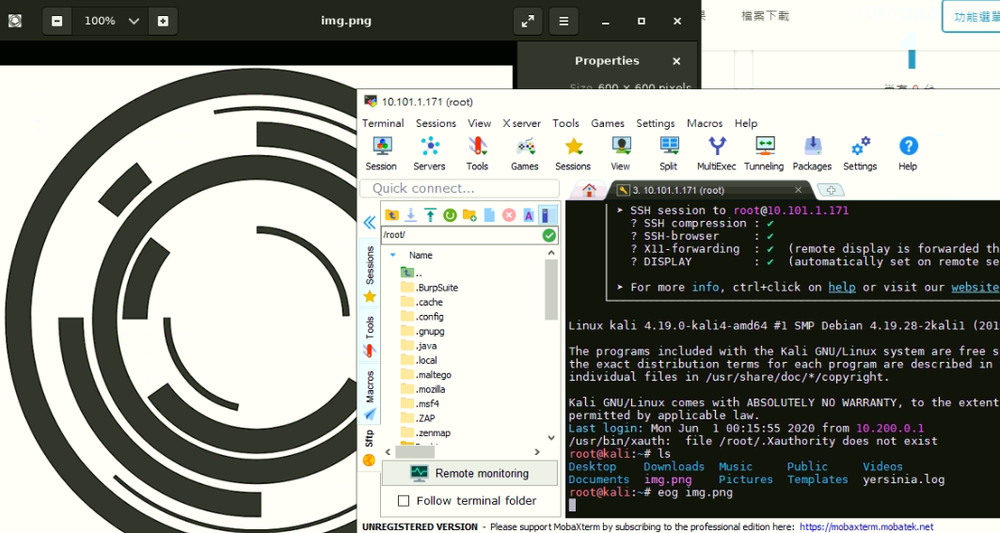 100%
img.png
檔案下載
功能選單
Properties
Size 600 × 600 pixels
10.101.1.171 (root)
Terminal Sessions View X server Tools Games Settings Macros Help
Session Servers Tools Games Sessions View Split MultiExec Tunneling Packages Settings Help
Quick connect...
3. 10.101.1.171 (root)
/root/
Name
..
.BurpSuite
.cache
.config
.gnupg
.java
.local
.maltego
.mozilla
.msf4
.ZAP
.zenmap
Sessions
Tools
Macros
Sftp
Remote monitoring
Follow terminal folder
➤ SSH session to root@10.101.1.171
? SSH compression : ✔
? SSH-browser : ✔
? X11-forwarding : ✔ (remote display is forwarded th
? DISPLAY : ✔ (automatically set on remote se
➤ For more info, ctrl+click on help or visit our website
Linux kali 4.19.0-kali4-amd64 #1 SMP Debian 4.19.28-2kali1 (201
The programs included with the Kali GNU/Linux system are free s
the exact distribution terms for each program are described in
individual files in /usr/share/doc/*/copyright.
Kali GNU/Linux comes with ABSOLUTELY NO WARRANTY, to the extent
permitted by applicable law.
Last login: Mon Jun  1 00:15:55 2020 from 10.200.0.1
/usr/bin/xauth:  file /root/.Xauthority does not exist
root@kali:~# ls
Desktop Downloads Music Public Videos
Documents img.png Pictures Templates yersinia.log
root@kali:~# eog img.png
UNREGISTERED VERSION - Please support MobaXterm by subscribing to the professional edition here: https://mobaxterm.mobatek.net